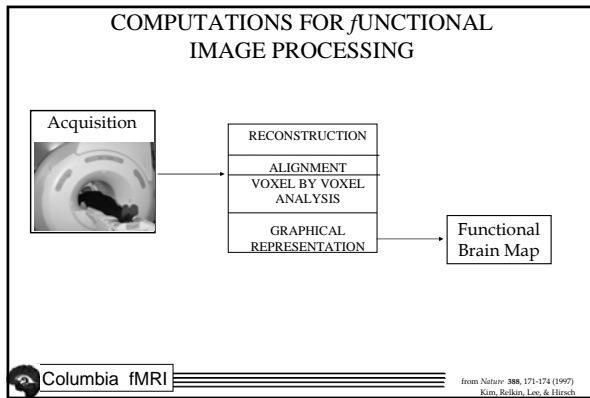 COMPUTATIONS FOR fUNCTIONAL
IMAGE PROCESSING
Acquisition
RECONSTRUCTION
ALIGNMENT
VOXEL BY VOXEL
ANALYSIS
GRAPHICAL
REPRESENTATION
Functional
Brain Map
Columbia fMRI
from Nature 388, 171-174 (1997)
Kim, Relkin, Lee, & Hirsch